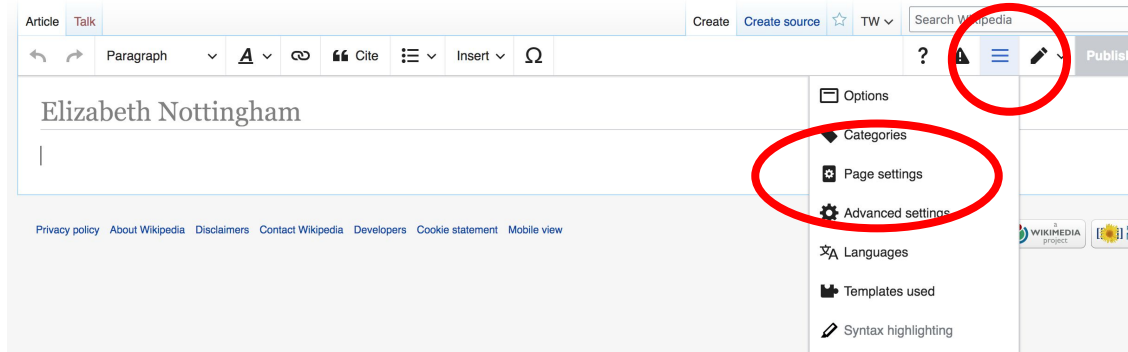 Article Talk Create Create source TW Search Wikipedia
Paragraph A Cite Insert Ω ? Publish
Elizabeth Nottingham
Options
Categories
Page settings
Advanced settings
Languages
Templates used
Syntax highlighting
Privacy policy About Wikipedia Disclaimers Contact Wikipedia Developers Cookie statement Mobile view
a
WIKIMEDIA
project